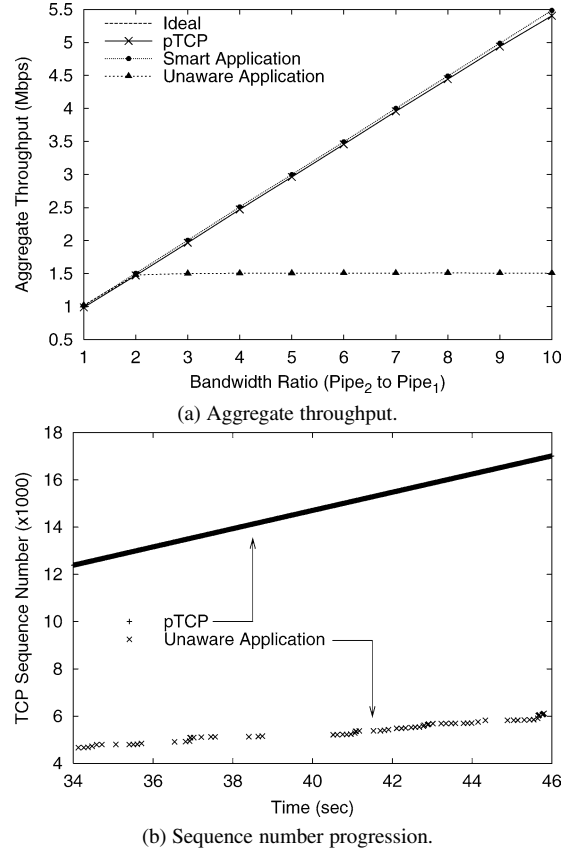 5.5
5
4.5
4
3.5
3
2.5
2
1.5
1
0.5
Aggregate Throughput (Mbps)
Ideal
pTCP
Smart Application
Unaware Application
1 2 3 4 5 6 7 8 9 10
Bandwidth Ratio (Pipe2 to Pipe1)
(a) Aggregate throughput.
18
16
14
12
10
8
6
4
TCP Sequence Number (x1000)
pTCP
Unaware Application
34 36 38 40 42 44 46
Time (sec)
(b) Sequence number progression.